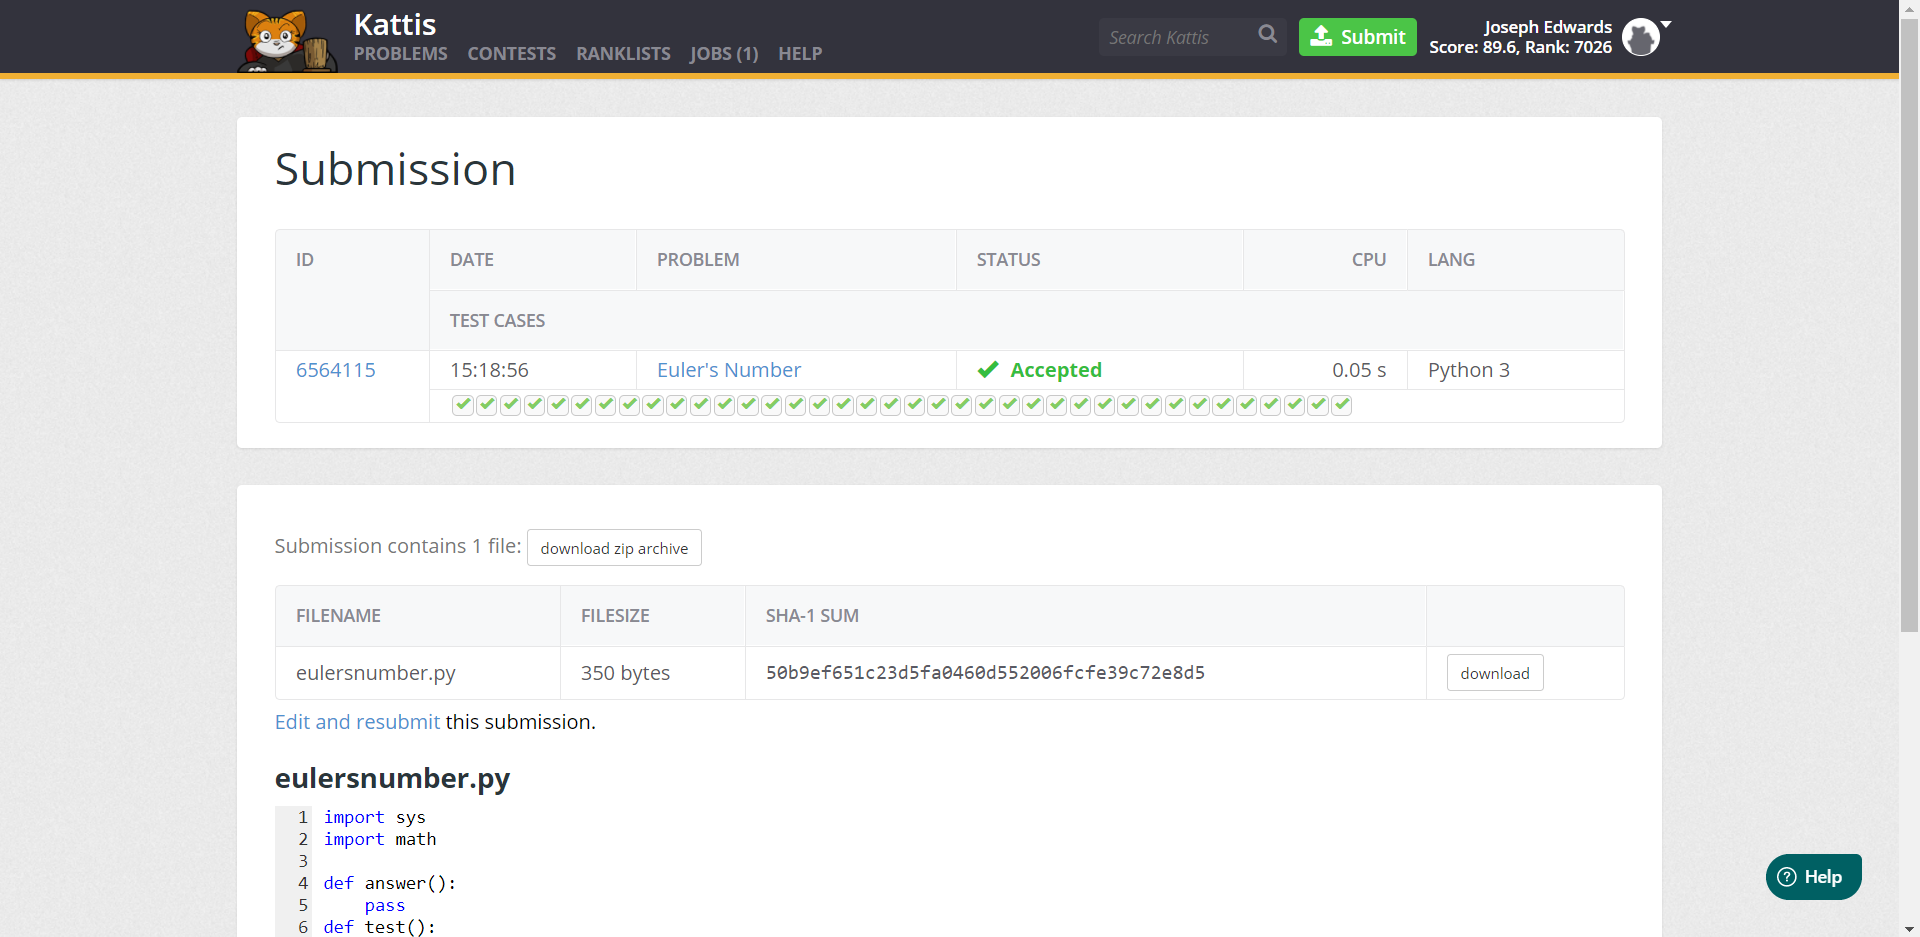 Kattis
PROBLEMS CONTESTS RANKLISTS JOBS (1) HELP
Search Kattis
Submit
Joseph Edwards
Score: 89.6, Rank: 7026
Submission
ID DATE PROBLEM STATUS CPU LANG
TEST CASES
6564115 15:18:56 Euler's Number Accepted 0.05 s Python 3
Submission contains 1 file: download zip archive
FILENAME FILESIZE SHA-1 SUM
eulersnumber.py 350 bytes 50b9ef651c23d5fa0460d552006fcfe39c72e8d5 download
Edit and resubmit this submission.
eulersnumber.py
1 import sys
2 import math
3
4 def answer():
5     pass
6 def test():
Help